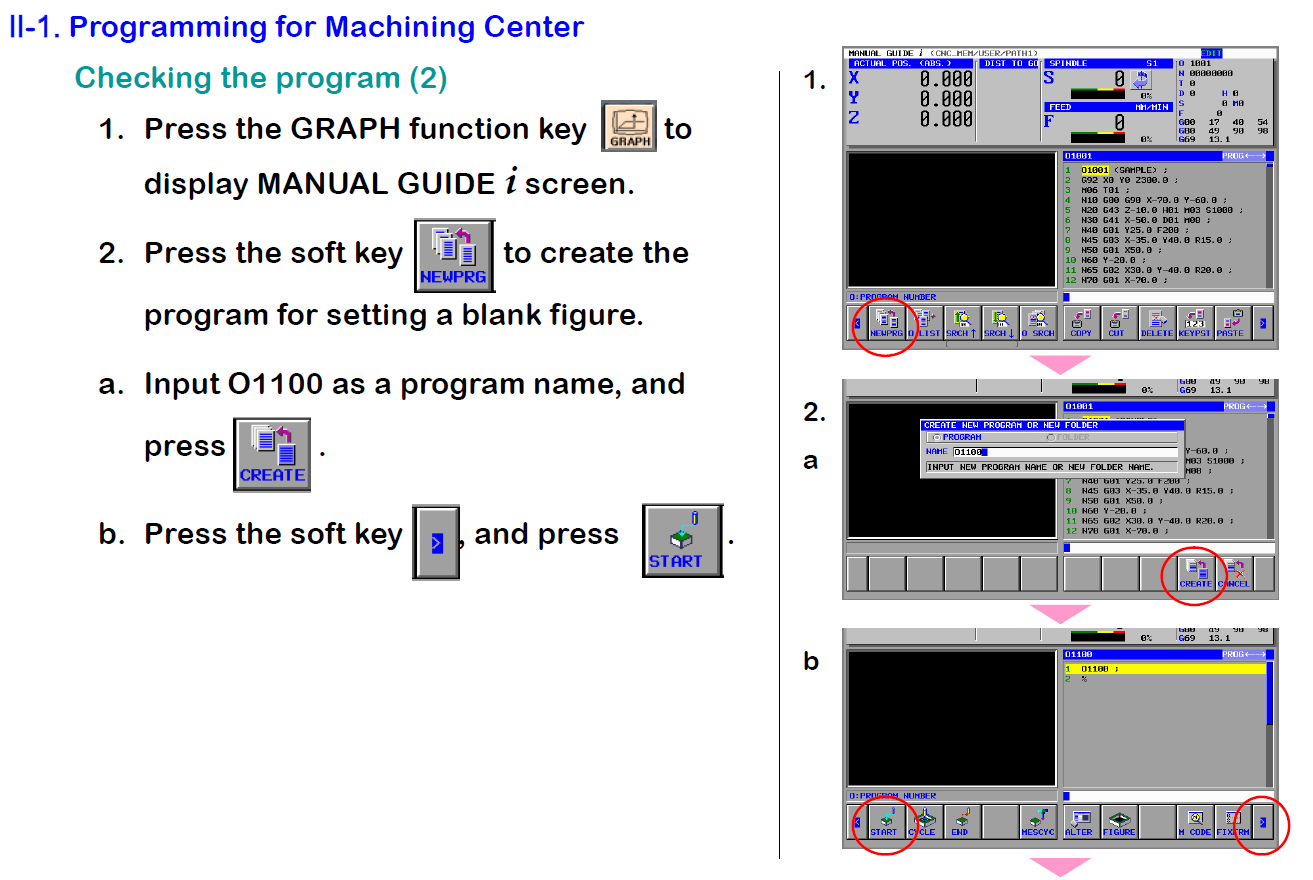 II-1. Programming for Machining Center
Checking the program (2)
1. Press the GRAPH function key GRAPH to
display MANUAL GUIDE i screen.
2. Press the soft key NEWPRG to create the
program for setting a blank figure.
a. Input O1100 as a program name, and
press CREATE .
b. Press the soft key > , and press START .
1.
MANUAL GUIDE i (CNC_MEM/USER/PATH1) EDIT
ACTUAL POS. (ABS.) DIST TO GO SPINDLE S1 O 1001
N 00000000
X 0.000 S 0 T 0
0% D 0 H 0
Y 0.000 S 0 M0
FEED MM/MIN F 0
Z 0.000 F 0 G00 17 40 54
G80 49 90 98
0% G69 13.1
O1001 PROG
1 O1001 (SAMPLE) ;
2 G92 X0 Y0 Z300.0 ;
3 M06 T01 ;
4 N10 G00 G90 X-70.0 Y-60.0 ;
5 N20 G43 Z-10.0 H01 M03 S1000 ;
6 N30 G41 X-50.0 D01 M08 ;
7 N40 G01 Y25.0 F200 ;
8 N45 G03 X-35.0 Y40.0 R15.0 ;
9 N50 G01 X50.0 ;
10 N60 Y-20.0 ;
11 N65 G02 X30.0 Y-40.0 R20.0 ;
12 N70 G01 X-70.0 ;
O:PROGRAM NUMBER
< NEWPRG O LIST SRCH↑ SRCH↓ O SRCH COPY CUT DELETE KEYPST PASTE >
2.
a
0% G69 13.1
O1001 PROG
CREATE NEW PROGRAM OR NEW FOLDER
PROGRAM FOLDER
NAME O1100
INPUT NEW PROGRAM NAME OR NEW FOLDER NAME.
Y-60.0 ;
M03 S1000 ;
M08 ;
7 N40 G01 Y25.0 F200 ;
8 N45 G03 X-35.0 Y40.0 R15.0 ;
9 N50 G01 X50.0 ;
10 N60 Y-20.0 ;
11 N65 G02 X30.0 Y-40.0 R20.0 ;
12 N70 G01 X-70.0 ;
CREATE CANCEL
b
0% G69 13.1
O1100 PROG
1 O1100 ;
2 %
O:PROGRAM NUMBER
< START CYCLE END MESCYC ALTER FIGURE M CODE FIXFRM >